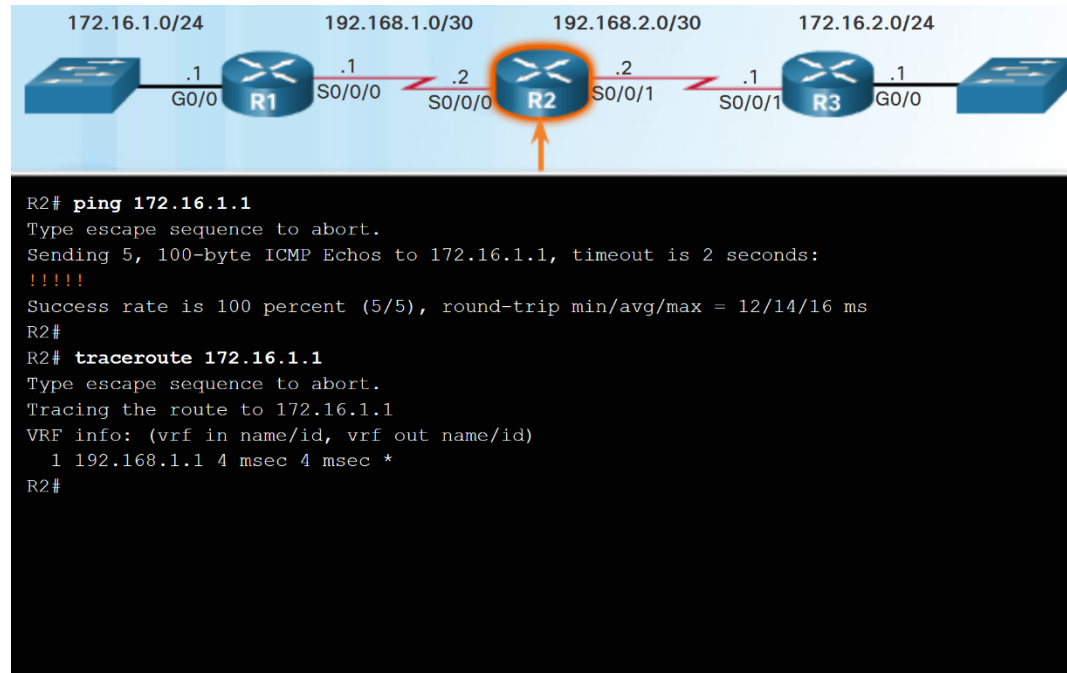 172.16.1.0/24 192.168.1.0/30 192.168.2.0/30 172.16.2.0/24
.1 .1 .2 .2 .1 .1
G0/0 R1 S0/0/0 S0/0/0 R2 S0/0/1 S0/0/1 R3 G0/0
R2# ping 172.16.1.1
Type escape sequence to abort.
Sending 5, 100-byte ICMP Echos to 172.16.1.1, timeout is 2 seconds:
!!!!!
Success rate is 100 percent (5/5), round-trip min/avg/max = 12/14/16 ms
R2#
R2# traceroute 172.16.1.1
Type escape sequence to abort.
Tracing the route to 172.16.1.1
VRF info: (vrf in name/id, vrf out name/id)
1 192.168.1.1 4 msec 4 msec *
R2#